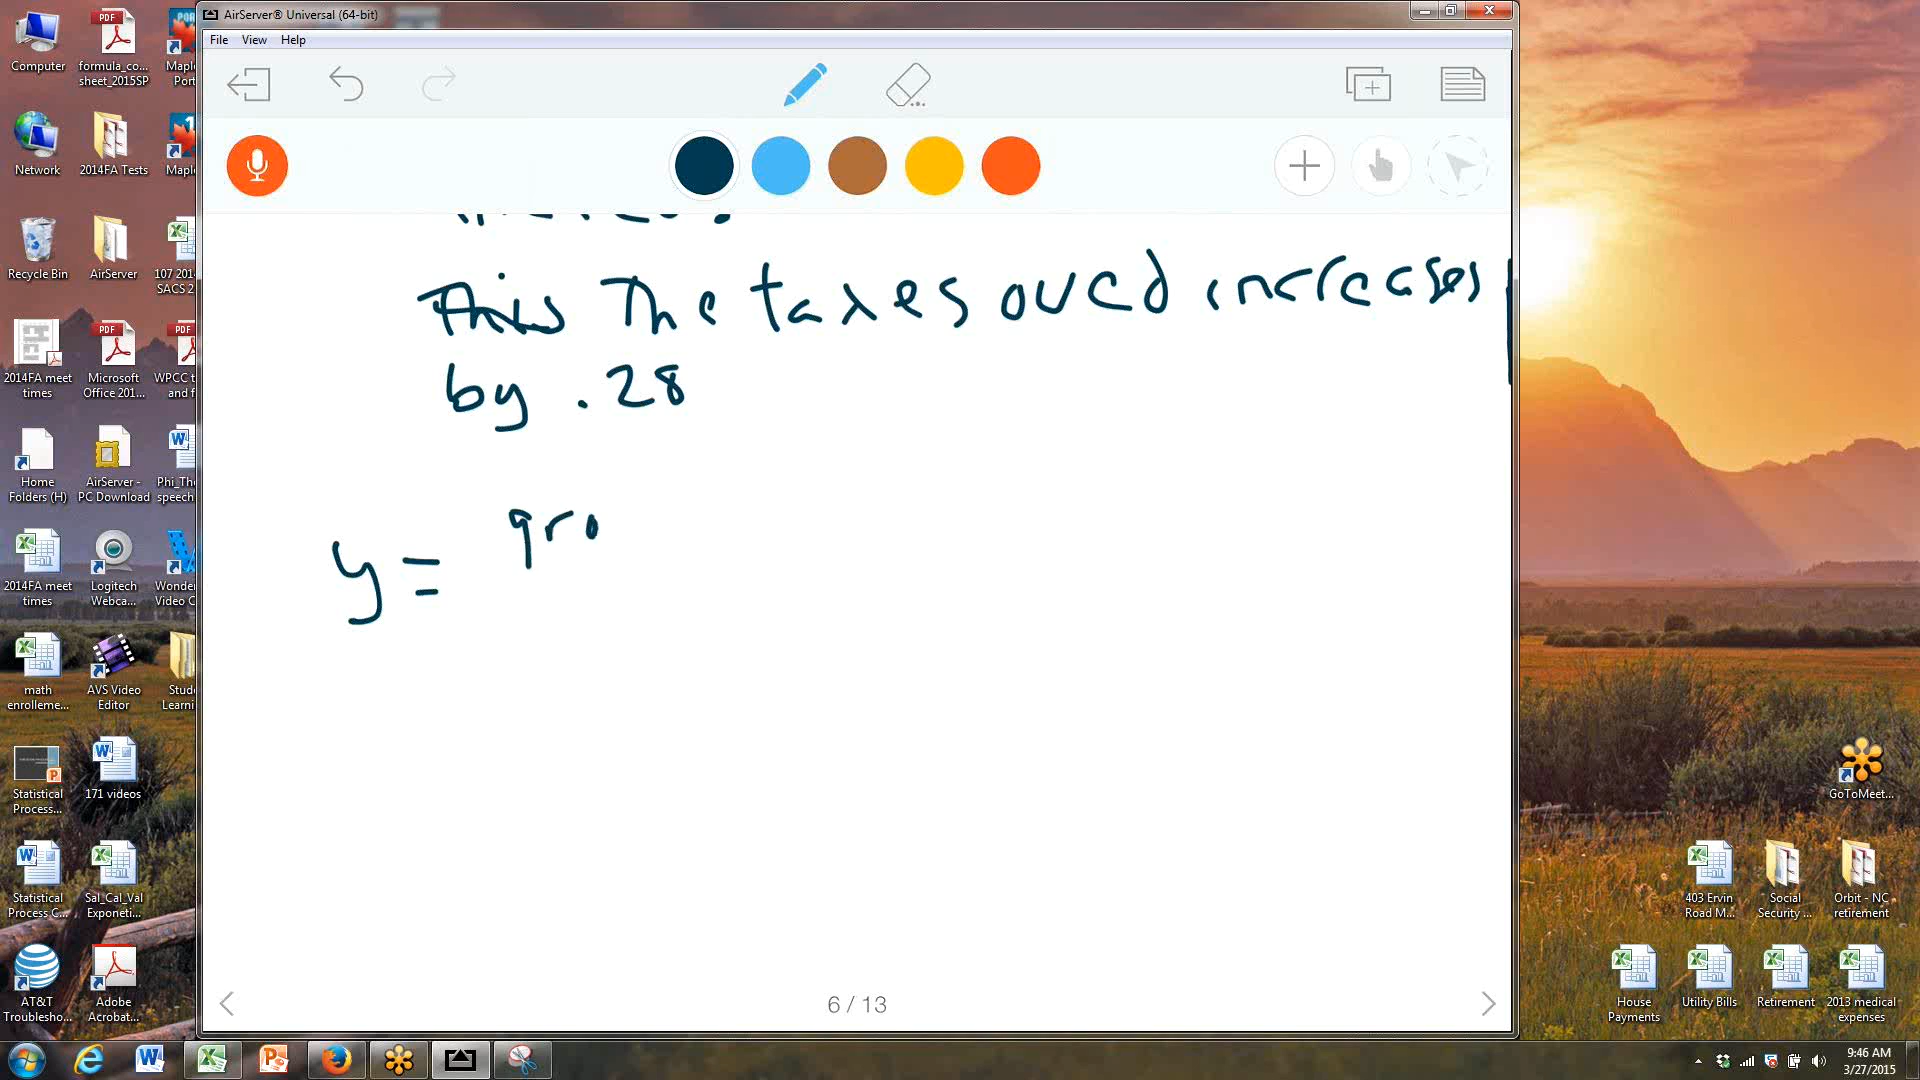 AirServer® Universal (64-bit)
File View Help
This The taxes owed increases
by .28
y = gro
6 / 13
Computer
formula_co... sheet_2015SP
Network
2014FA Tests
Recycle Bin
AirServer
2014FA meet times
Microsoft Office 201...
Home Folders (H)
AirServer - PC Download
2014FA meet times
Logitech Webca...
math enrolleme...
AVS Video Editor
Statistical Process...
171 videos
Statistical Process C...
Sal_Cal_Val Exponeti...
AT&T Troublesho...
Adobe Acrobat...
GoToMeet...
403 Ervin Road M...
Social Security ...
Orbit - NC retirement
House Payments
Utility Bills
Retirement
2013 medical expenses
9:46 AM
3/27/2015